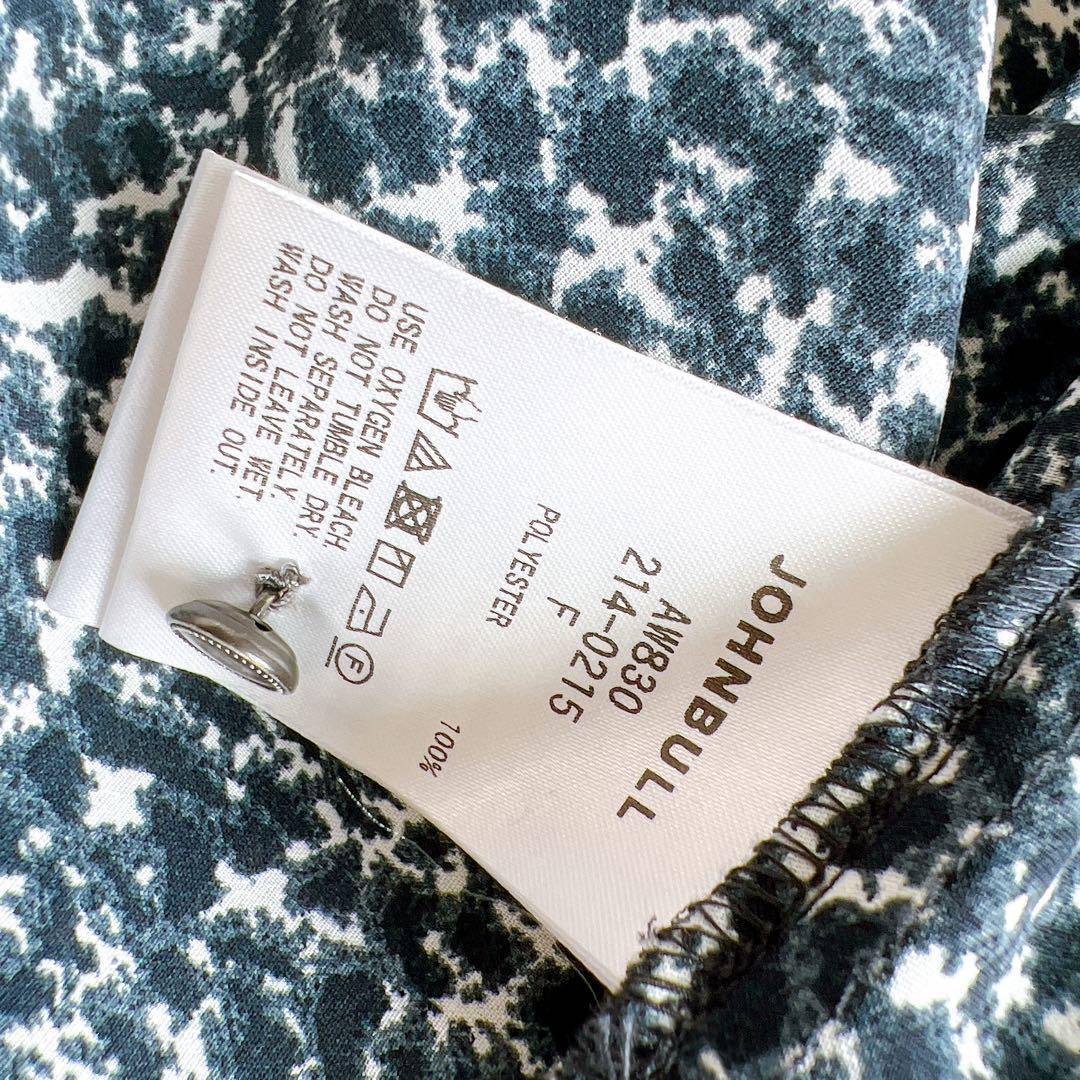 JOHNBULL
AW830
214-0215
F
POLYESTER 100%
F
USE OXYGEN BLEACH.
DO NOT TUMBLE DRY.
WASH SEPARATELY.
DO NOT LEAVE WET.
WASH INSIDE OUT.